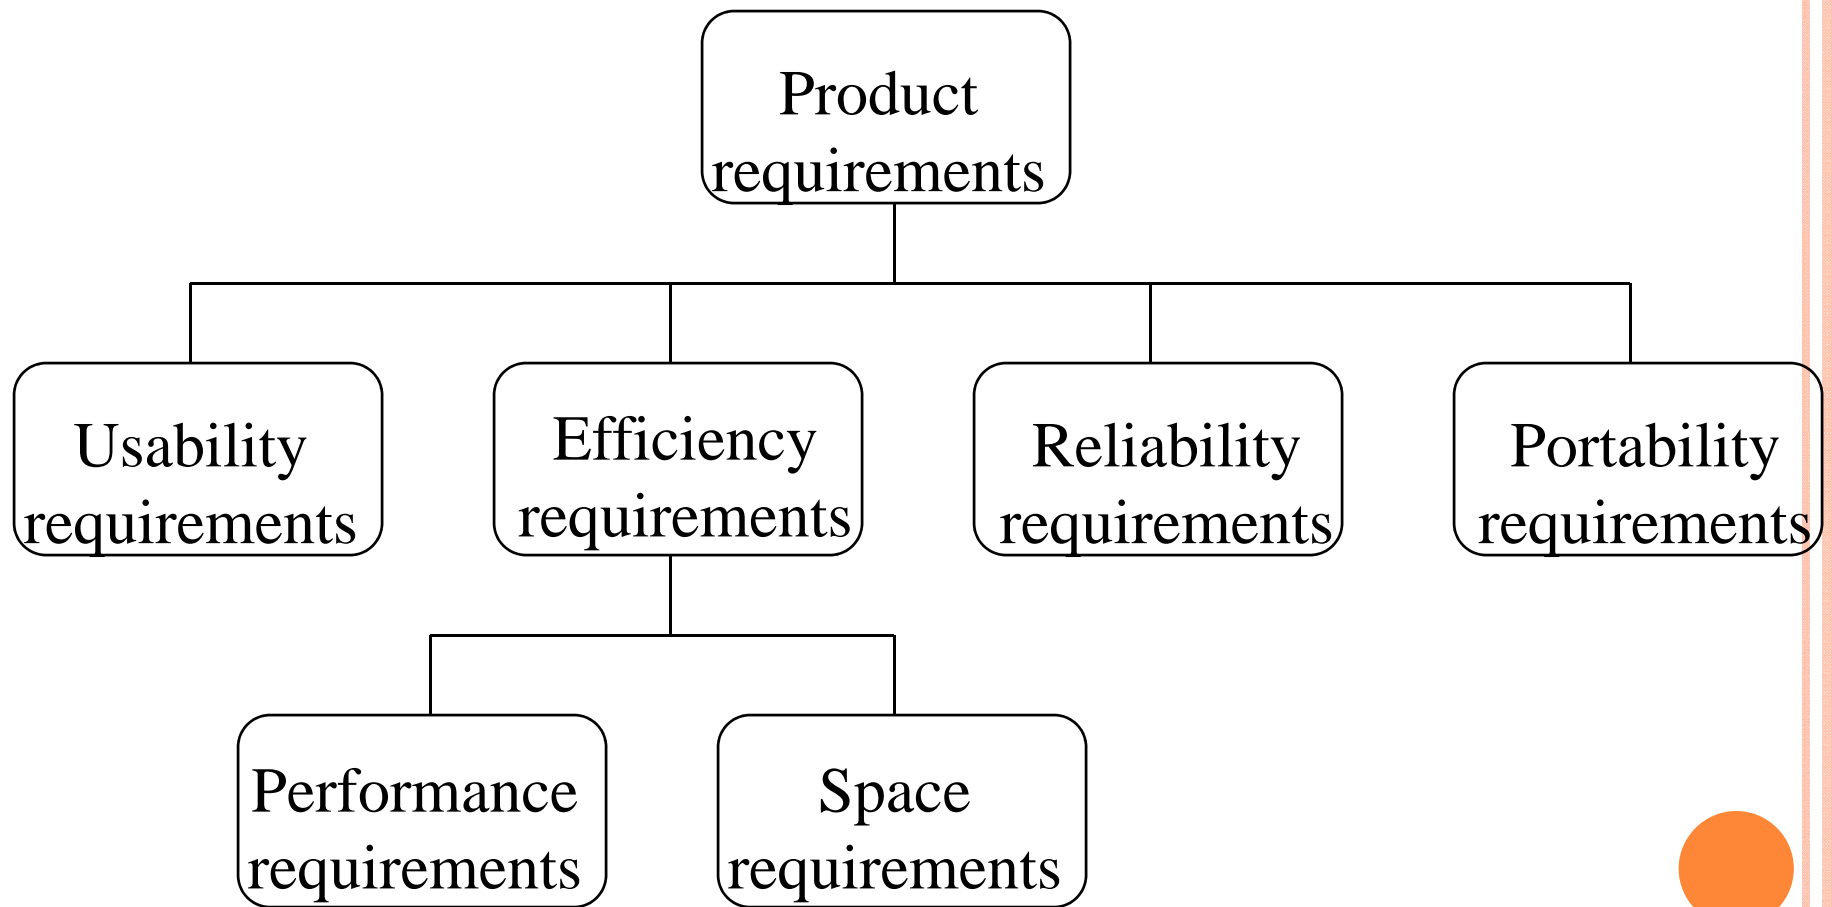 Product
requirements
Usability
requirements
Efficiency
requirements
Reliability
requirements
Portability
requirements
Performance
requirements
Space
requirements